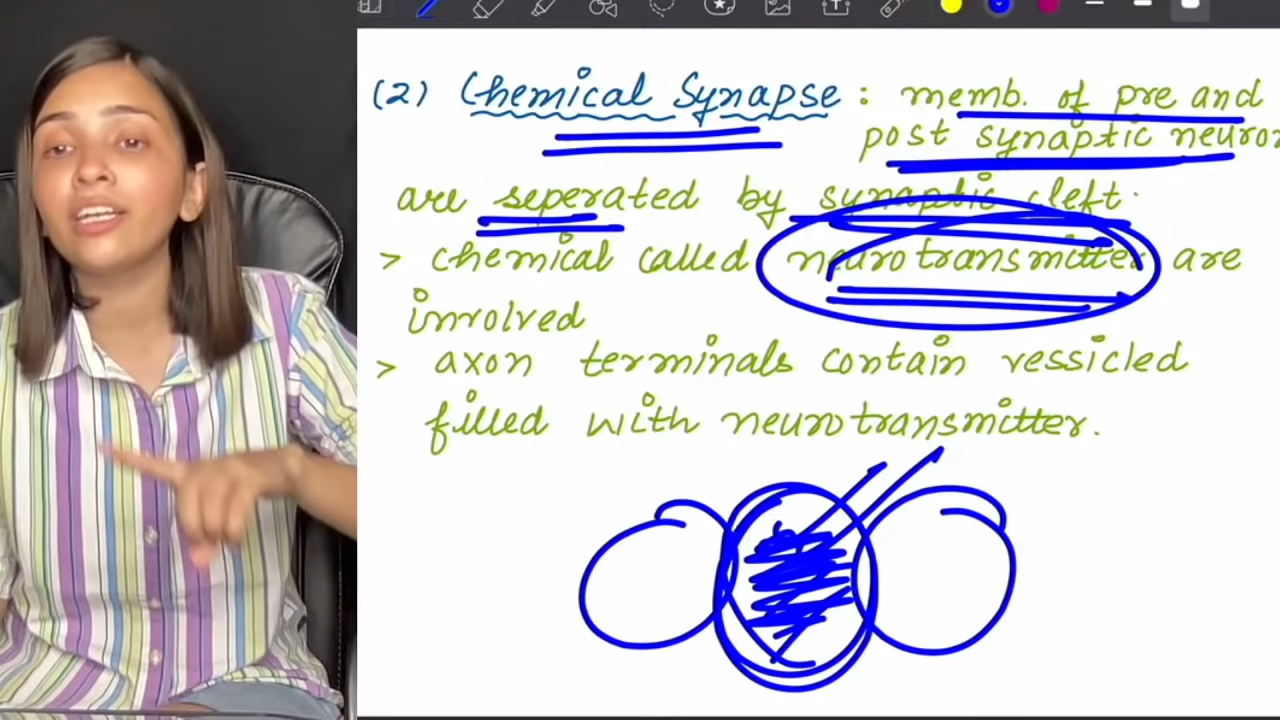 (2) Chemical Synapse : memb. of pre and
post synaptic neuron
are seperated by synaptic cleft.
> chemical called neurotransmitter are
involved
> axon terminals contain vessicled
filled with neurotransmitter.